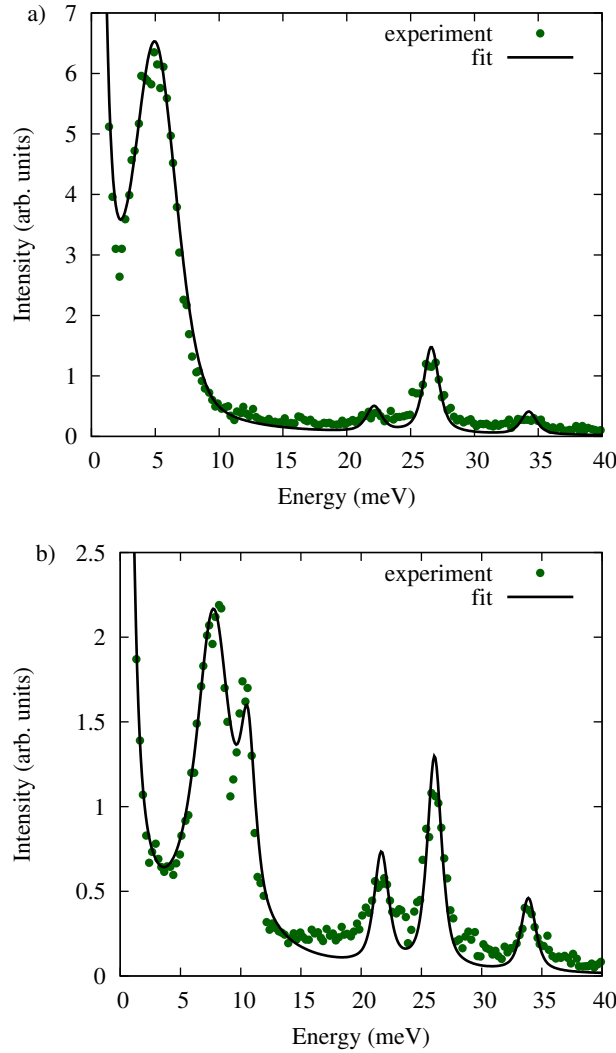 a)
experiment
fit
Intensity (arb. units)
7
6
5
4
3
2
1
0
0 5 10 15 20 25 30 35 40
Energy (meV)
b)
experiment
fit
Intensity (arb. units)
2.5
2
1.5
1
0.5
0
0 5 10 15 20 25 30 35 40
Energy (meV)